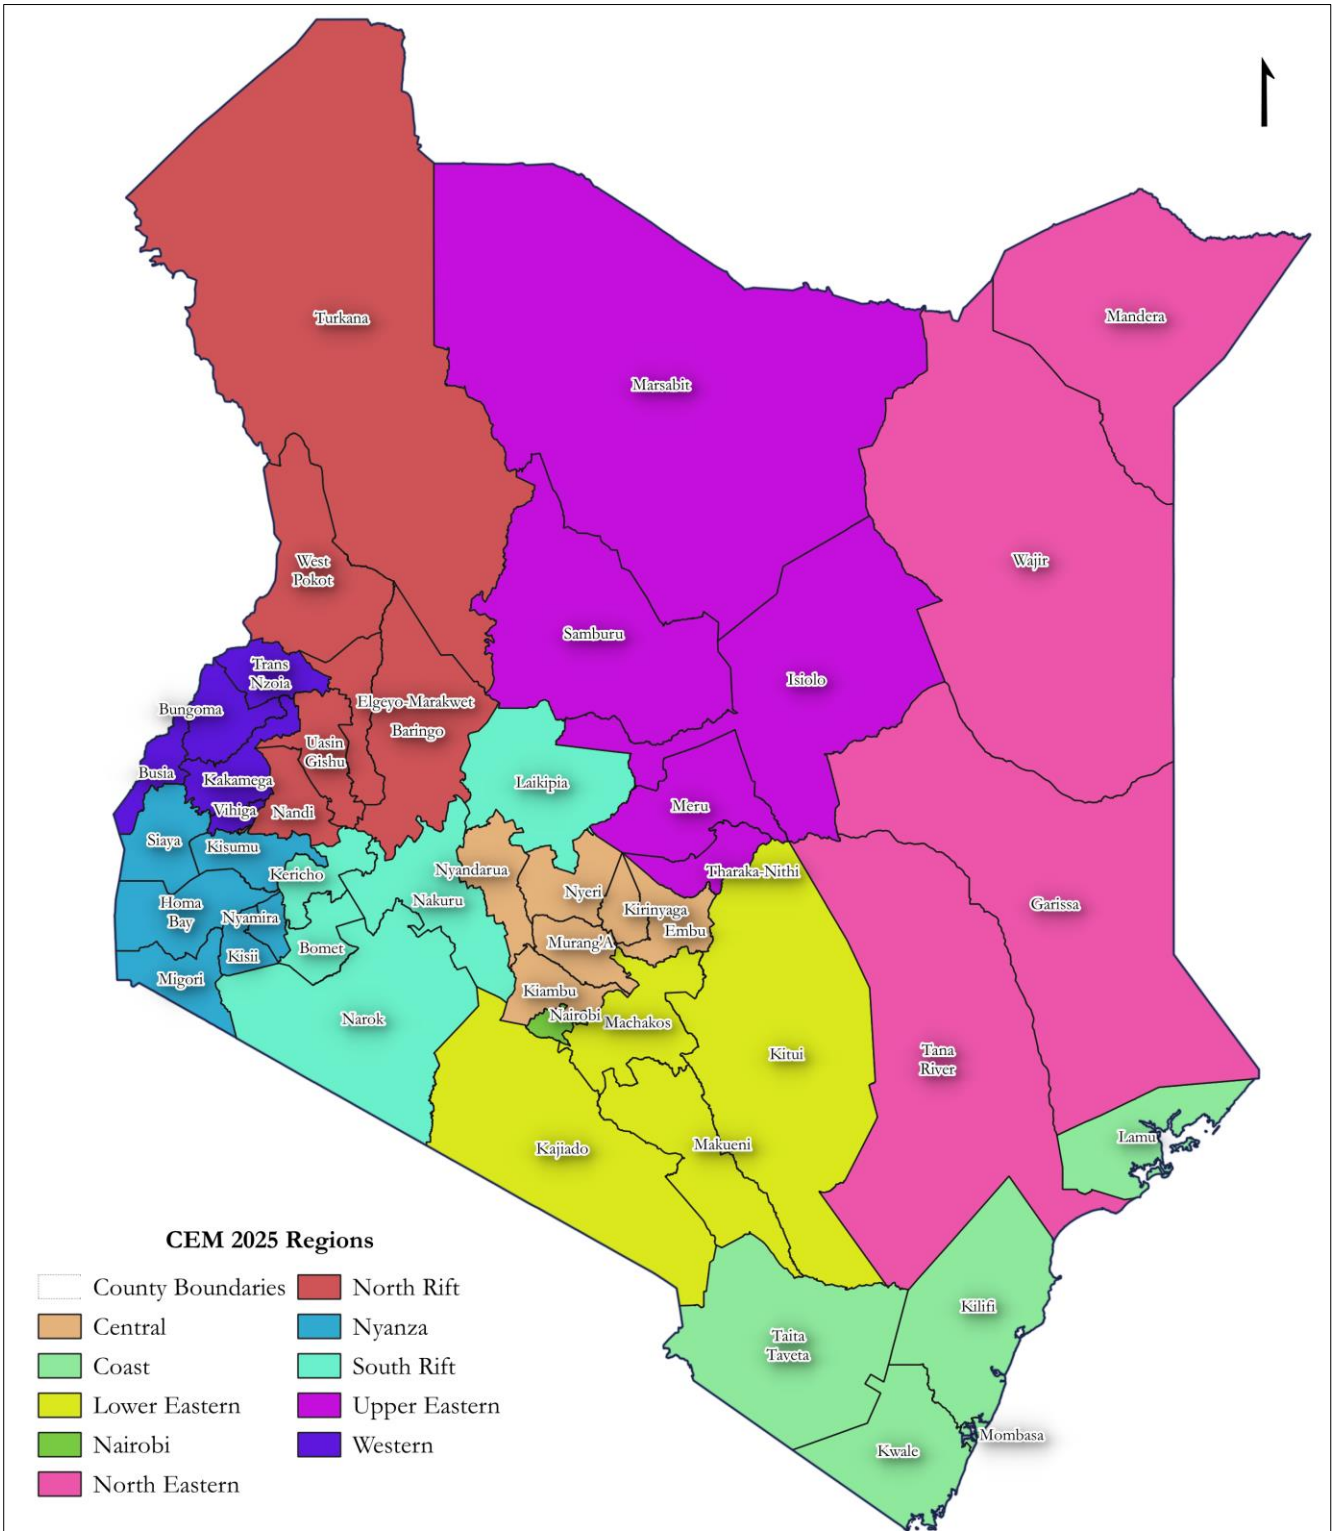 Turkana
Mandera
Marsabit
Wajir
West
Pokot
Samburu
Trans
Nzoia
Isiolo
Elgeyo-Marakwet
Bungoma
Baringo
Uasin
Gishu
Busia
Kakamega
Laikipia
Vihiga
Nandi
Meru
Siaya
Kisumu
Kericho
Nyandarua
Tharaka-Nithi
Nakuru
Nyeri
Homa
Bay
Nyamira
Kirinyaga
Garissa
Embu
Bomet
Murang'A
Kisii
Migori
Kiambu
Narok
Nairobi
Machakos
Kitui
Tana
River
Kajiado
Makueni
Lamu
Kilifi
Taita
Taveta
Mombasa
Kwale
CEM 2025 Regions
County Boundaries
Central
Coast
Lower Eastern
Nairobi
North Eastern
North Rift
Nyanza
South Rift
Upper Eastern
Western